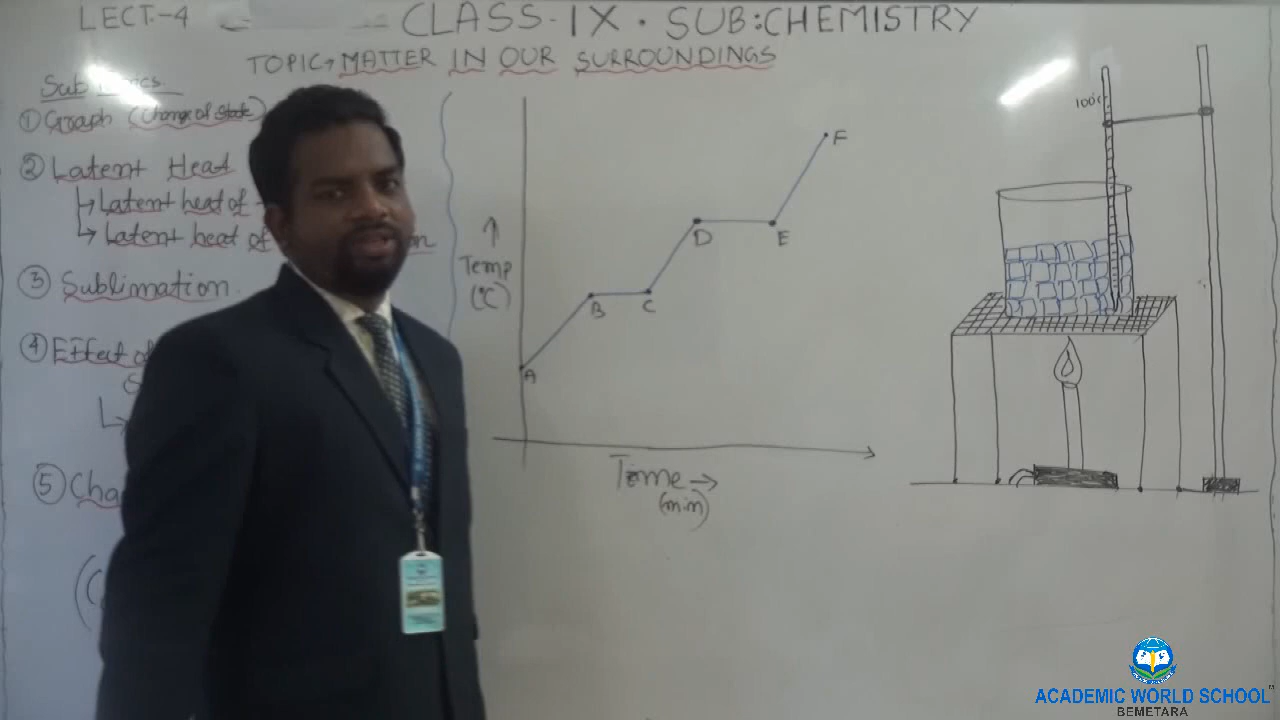 LECT.-4
CLASS-IX · SUB:CHEMISTRY
TOPIC→ MATTER IN OUR SURROUNDINGS
Sub
① Graph (Change of State)
② Latent Heat
↳ Latent heat of
↳ Latent heat of
③ Sublimation.
④ Effect of
⑤
↑
Temp
(°C)
A
B
C
D
E
F
Time →
(min)
100°C
ACADEMIC WORLD SCHOOL
BEMETARA